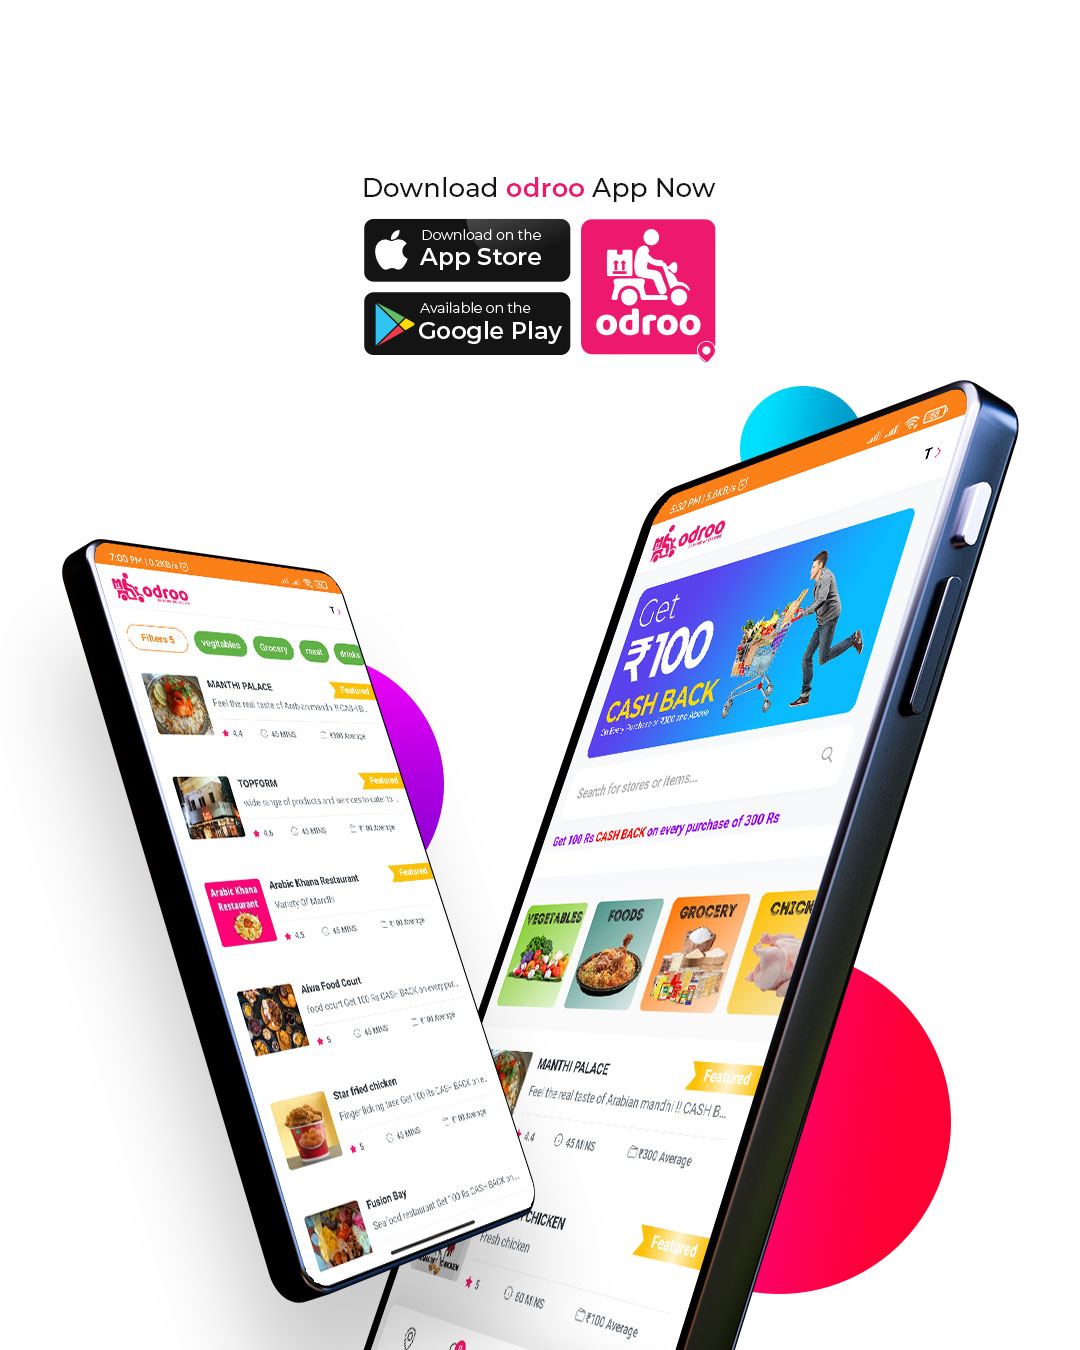 Download odroo App Now
Download on the
App Store
Available on the
Google Play
odroo
7:00 PM | 0.2KB/s
odroo
T >
Filters 5
vegitables
Grocery
meat
drinks
MANTHI PALACE
Featured
Feel the real taste of Arabian mandhi !! CASH B...
4.4
45 MINS
₹300 Average
TOPFORM
Featured
wide range of products and services to cater to ...
4.6
45 MINS
₹100 Average
Arabic Khana
Restaurant
Arabic Khana Restaurant
Featured
Variety Of Mandhi
4.5
45 MINS
₹100 Average
Alwa Food Court
food court Get 100 Rs CASH BACK on every pur...
5
45 MINS
₹100 Average
Star fried chicken
Finger licking taste Get 100 Rs CASH BACK on e..
5
45 MINS
₹100 Average
Fusion Bay
Seafood restaurant Get 100 Rs CASH BACK on...
5:32 PM | 5.8KB/s
T >
odroo
Get
₹100
CASH BACK
On Every Purchase of ₹300 and Above
Search for stores or items...
Get 100 Rs CASH BACK on every purchase of 300 Rs
VEGETABLES
FOODS
GROCERY
CHICK
MANTHI PALACE
Featured
Feel the real taste of Arabian mandhi !! CASH B...
4.4
45 MINS
₹300 Average
CHICKEN
Featured
Fresh chicken
CHICKEN
5
60 MINS
₹100 Average